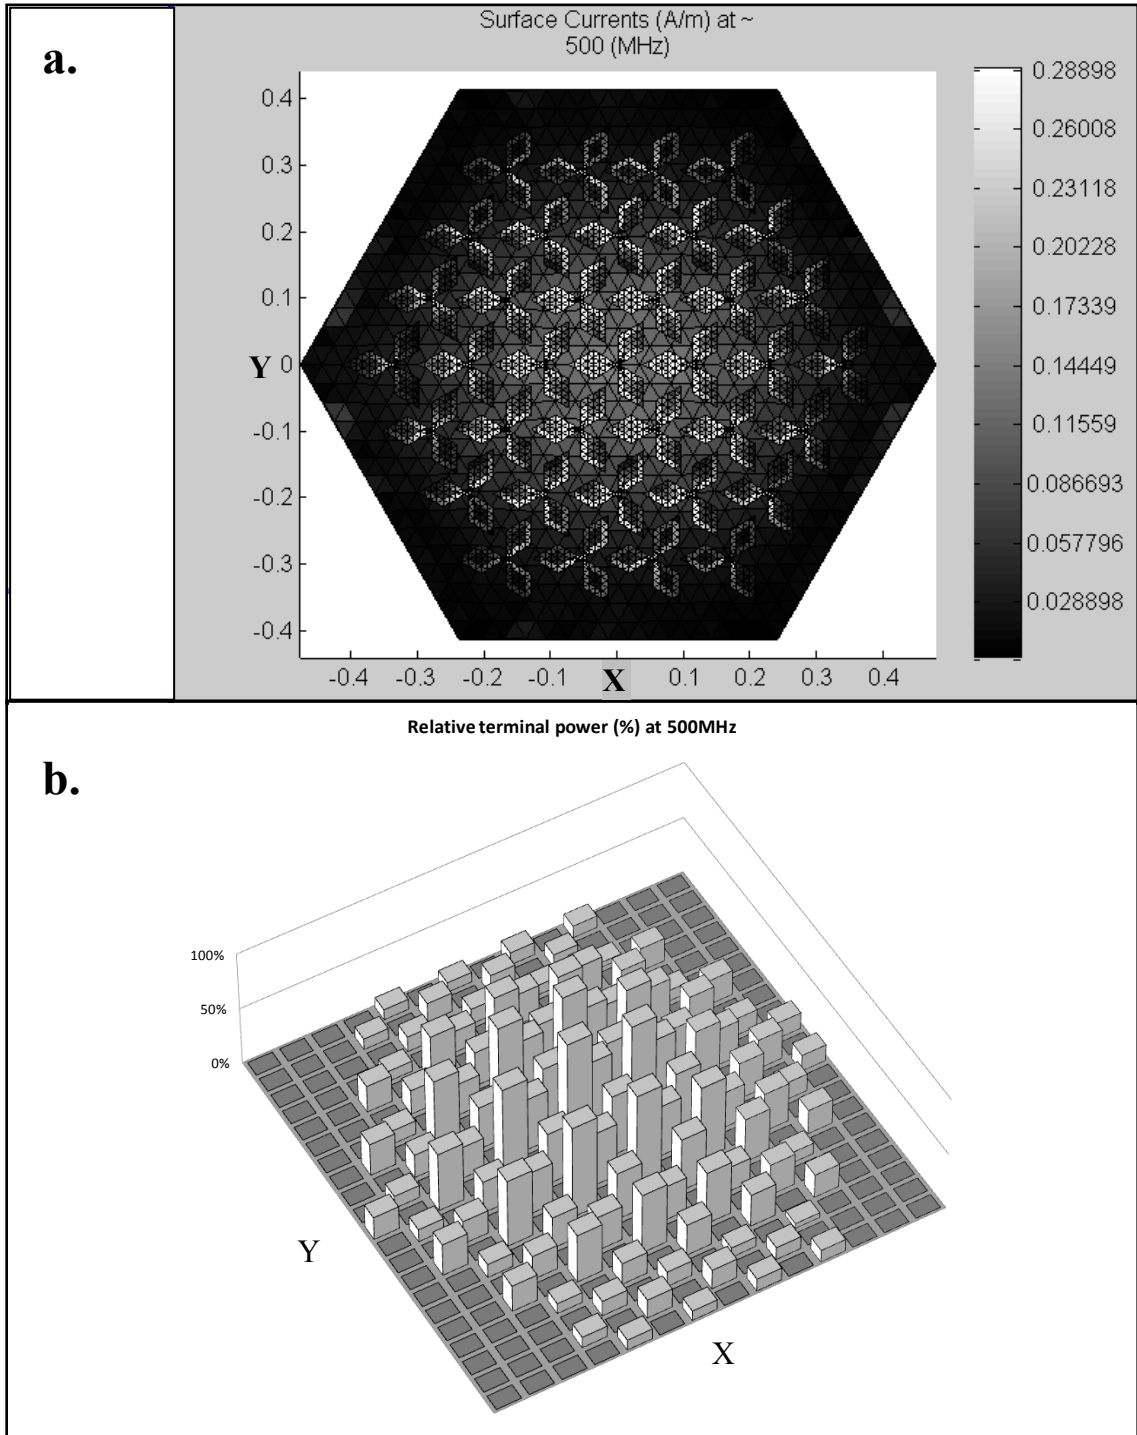 a.
Surface Currents (A/m) at ~
500 (MHz)
0.4
0.3
0.2
0.1
Y 0
-0.1
-0.2
-0.3
-0.4
-0.4 -0.3 -0.2 -0.1 X 0.1 0.2 0.3 0.4
0.28898
0.26008
0.23118
0.20228
0.17339
0.14449
0.11559
0.086693
0.057796
0.028898
Relative terminal power (%) at 500MHz
b.
100%
50%
0%
Y
X